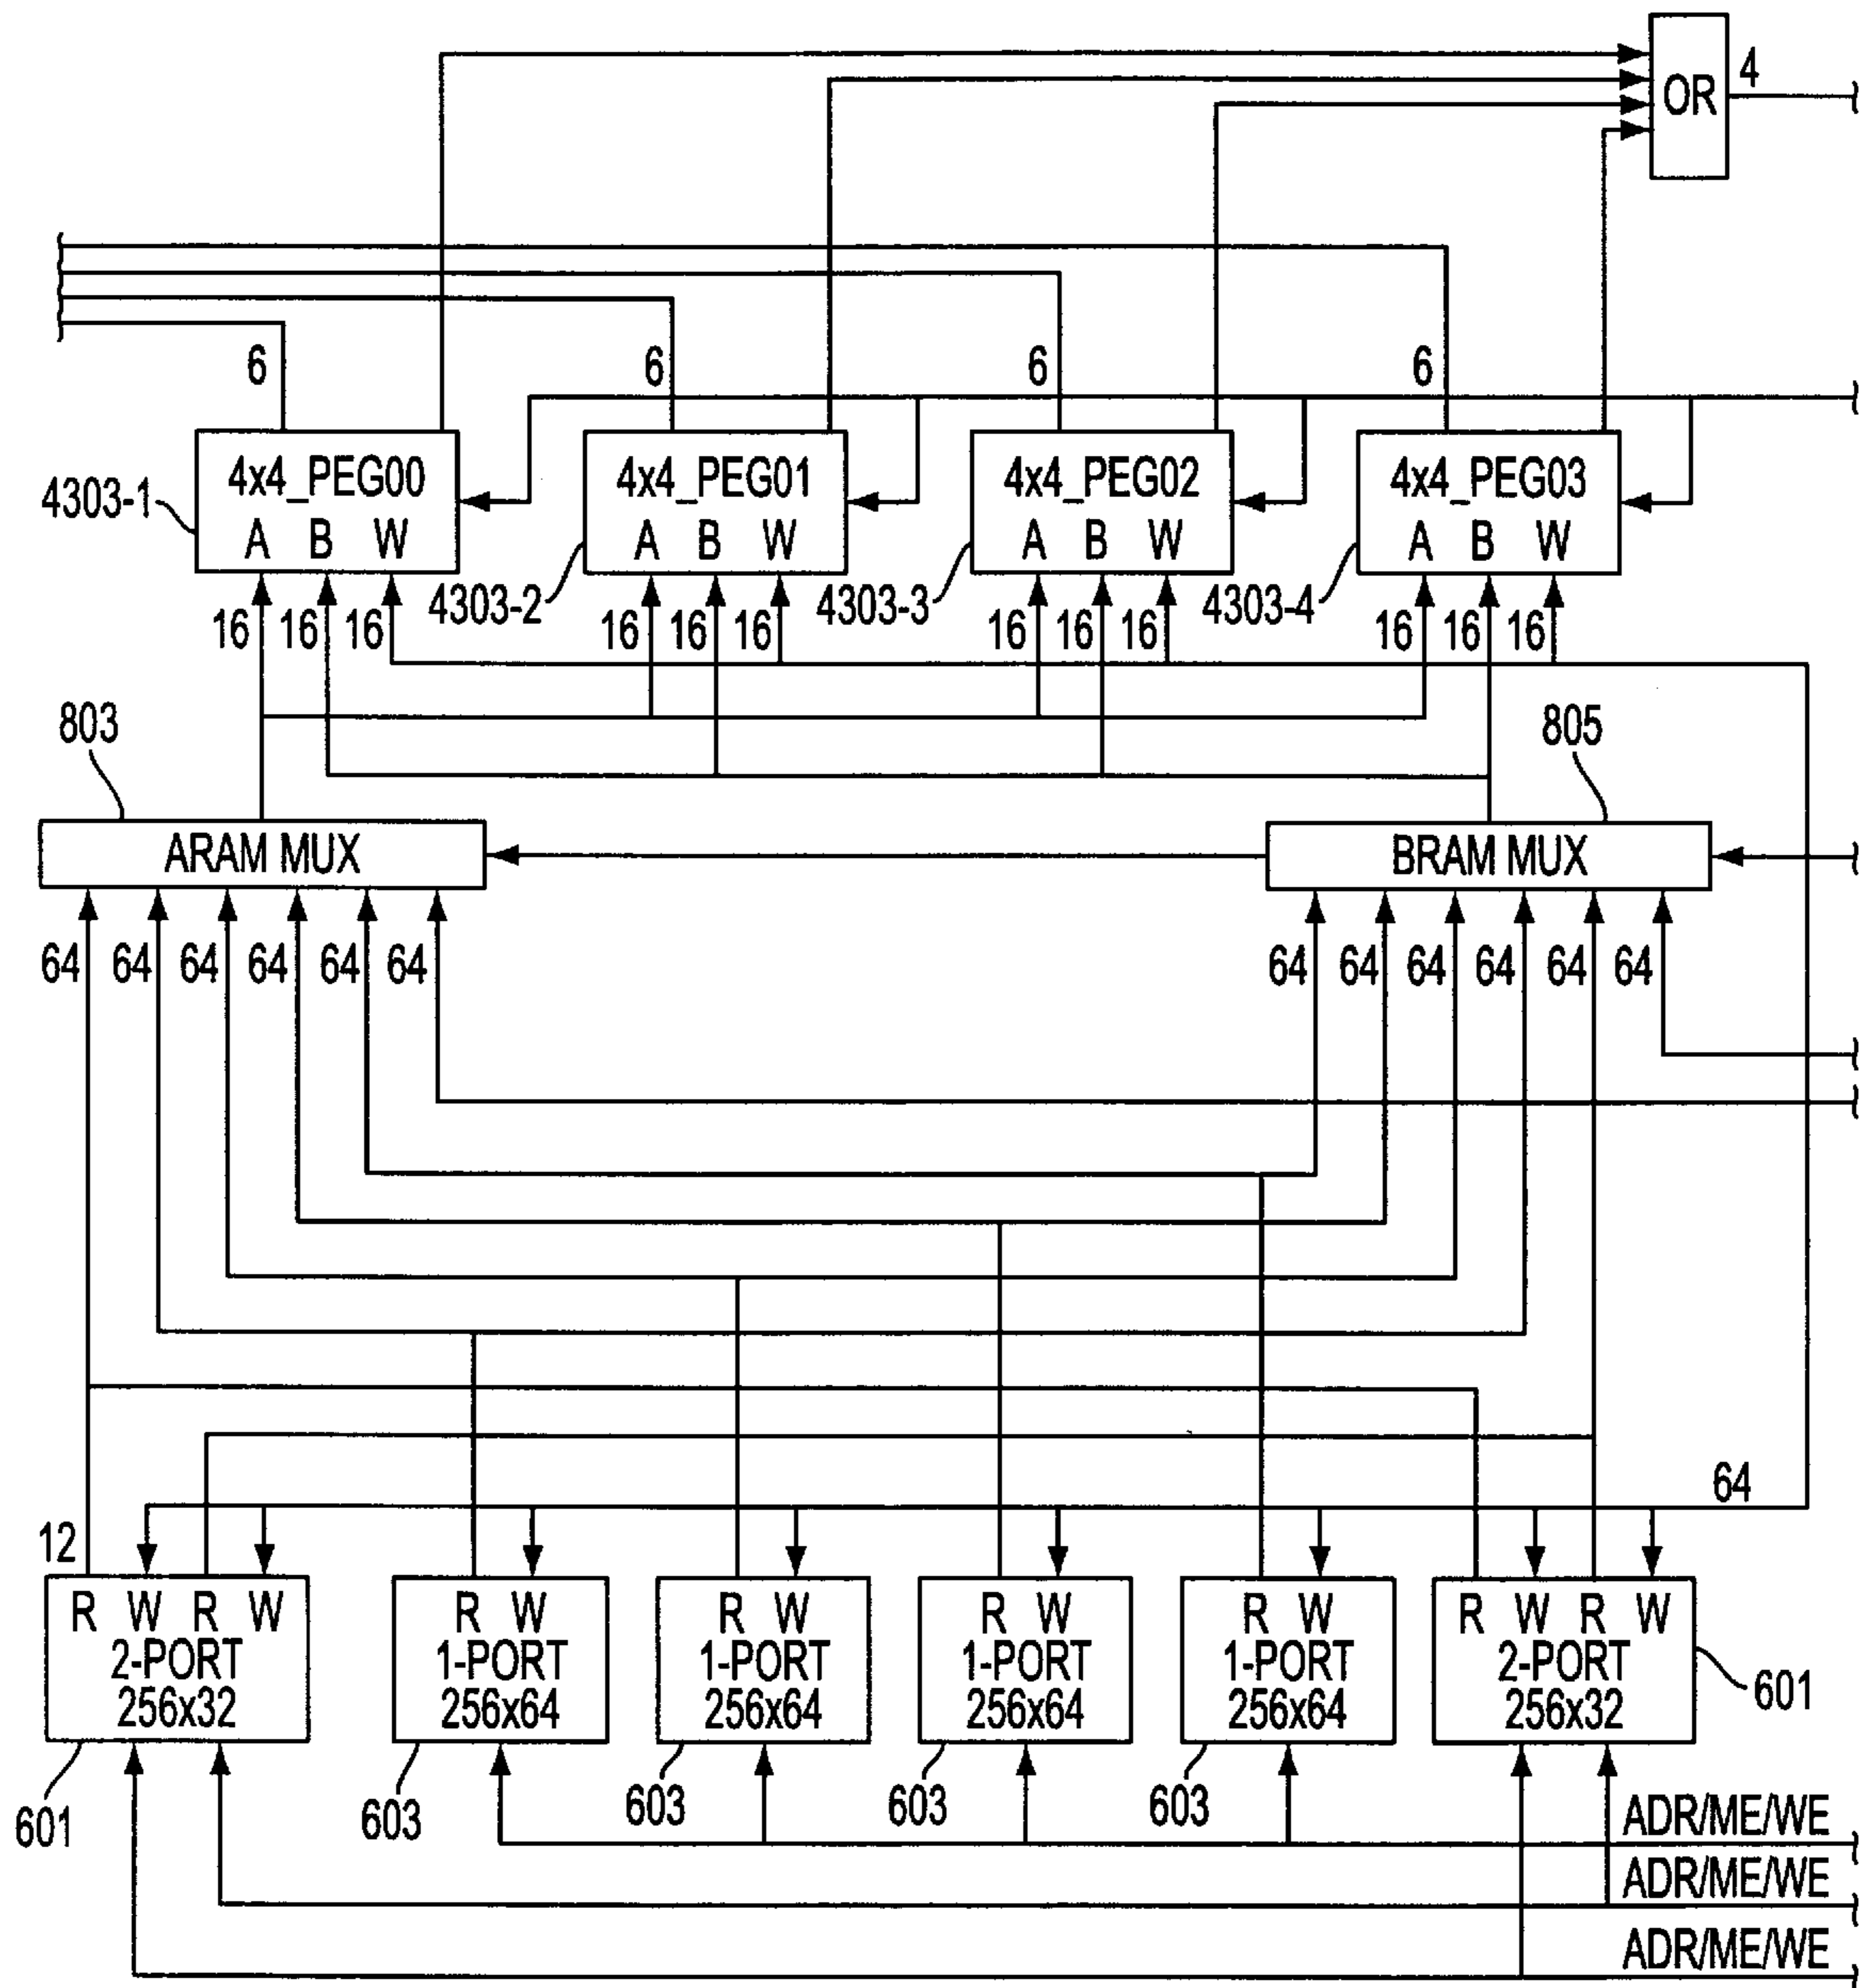 OR 4
6 6 6 6
4x4_PEG00 4x4_PEG01 4x4_PEG02 4x4_PEG03
4303-1
A B W A B W A B W A B W
4303-2 4303-3 4303-4
16 16 16 16 16 16 16 16 16 16 16 16
803 805
ARAM MUX BRAM MUX
64 64 64 64 64 64 64 64 64 64 64 64
64
12
R W R W R W R W R W R W R W R W
2-PORT 1-PORT 1-PORT 1-PORT 1-PORT 2-PORT
256x32 256x64 256x64 256x64 256x64 256x32
601
601 603 603 603 603
ADR/ME/WE
ADR/ME/WE
ADR/ME/WE